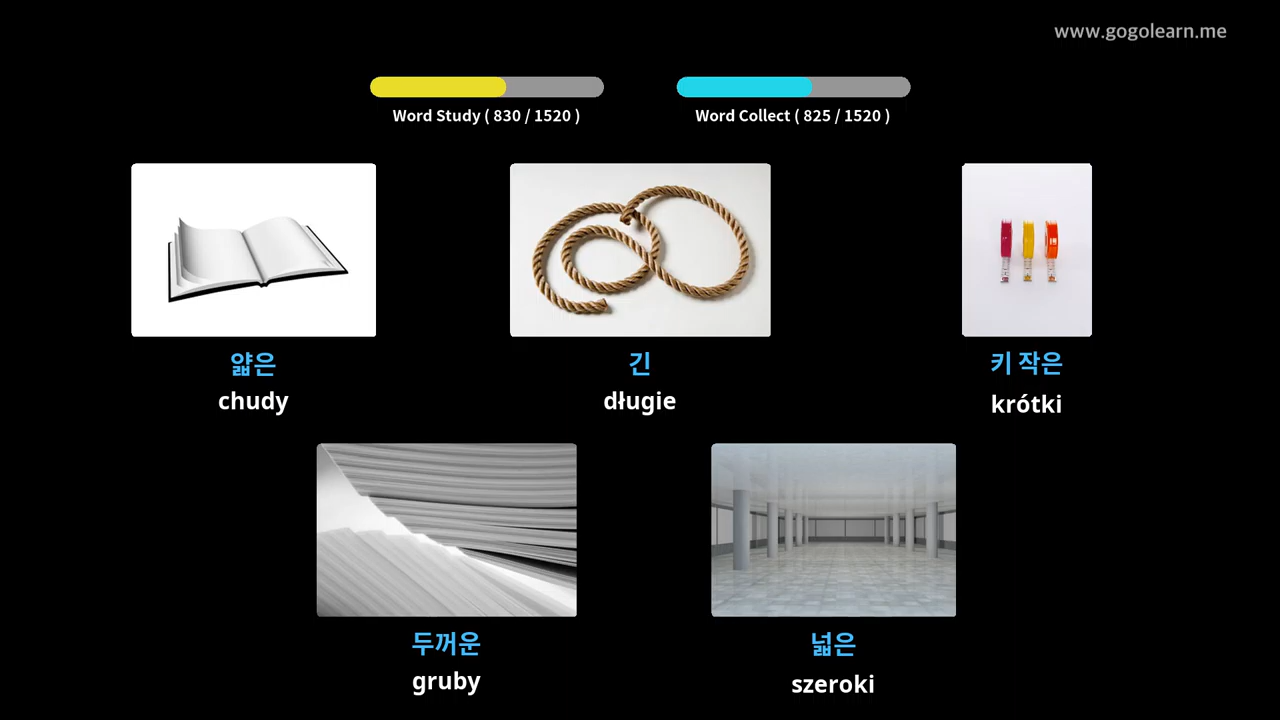 www.gogolearn.me
Word Study ( 830 / 1520 )
Word Collect ( 825 / 1520 )
얇은
chudy
긴
długie
키 작은
krótki
두꺼운
gruby
넓은
szeroki